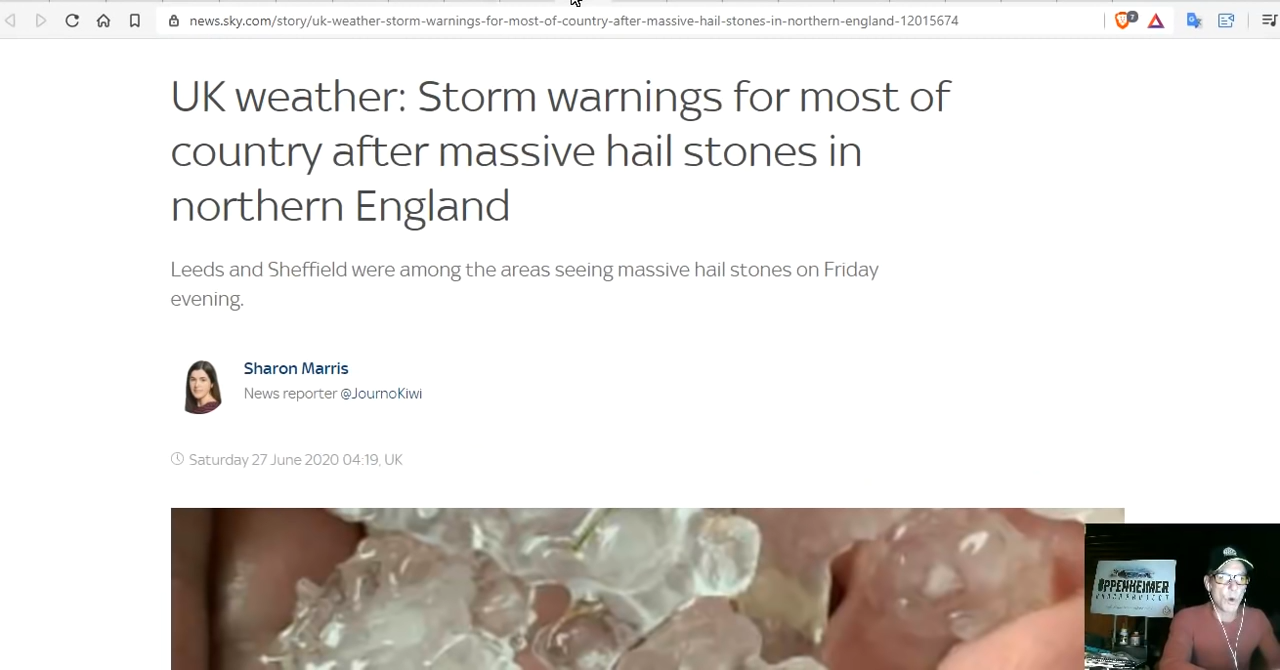 news.sky.com/story/uk-weather-storm-warnings-for-most-of-country-after-massive-hail-stones-in-northern-england-12015674
UK weather: Storm warnings for most of
country after massive hail stones in
northern England
Leeds and Sheffield were among the areas seeing massive hail stones on Friday
evening.
Sharon Marris
News reporter @JournoKiwi
Saturday 27 June 2020 04:19, UK
OPPENHEIMER